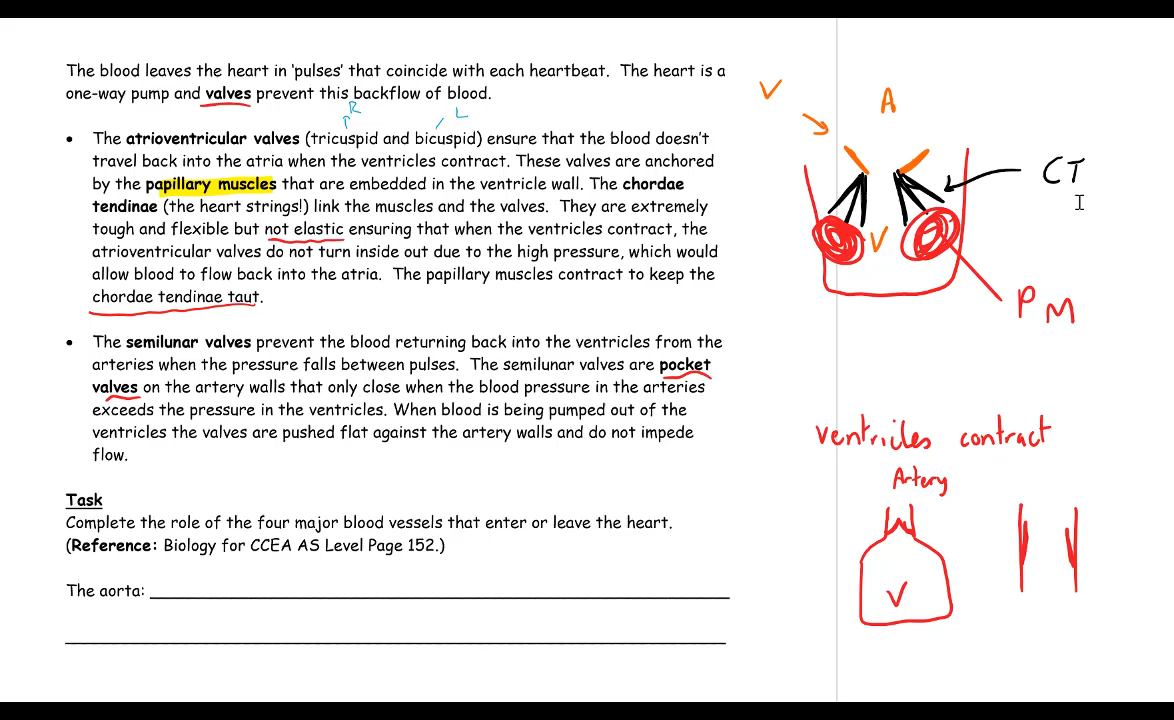 The blood leaves the heart in 'pulses' that coincide with each heartbeat. The heart is a
one-way pump and valves prevent this backflow of blood.
R
L
The atrioventricular valves (tricuspid and bicuspid) ensure that the blood doesn't
travel back into the atria when the ventricles contract. These valves are anchored
by the papillary muscles that are embedded in the ventricle wall. The chordae
tendinae (the heart strings!) link the muscles and the valves. They are extremely
tough and flexible but not elastic ensuring that when the ventricles contract, the
atrioventricular valves do not turn inside out due to the high pressure, which would
allow blood to flow back into the atria. The papillary muscles contract to keep the
chordae tendinae taut.
The semilunar valves prevent the blood returning back into the ventricles from the
arteries when the pressure falls between pulses. The semilunar valves are pocket
valves on the artery walls that only close when the blood pressure in the arteries
exceeds the pressure in the ventricles. When blood is being pumped out of the
ventricles the valves are pushed flat against the artery walls and do not impede
flow.
Task
Complete the role of the four major blood vessels that enter or leave the heart.
(Reference: Biology for CCEA AS Level Page 152.)
The aorta:
V
A
CT
V
PM
ventricles contract
Artery
V